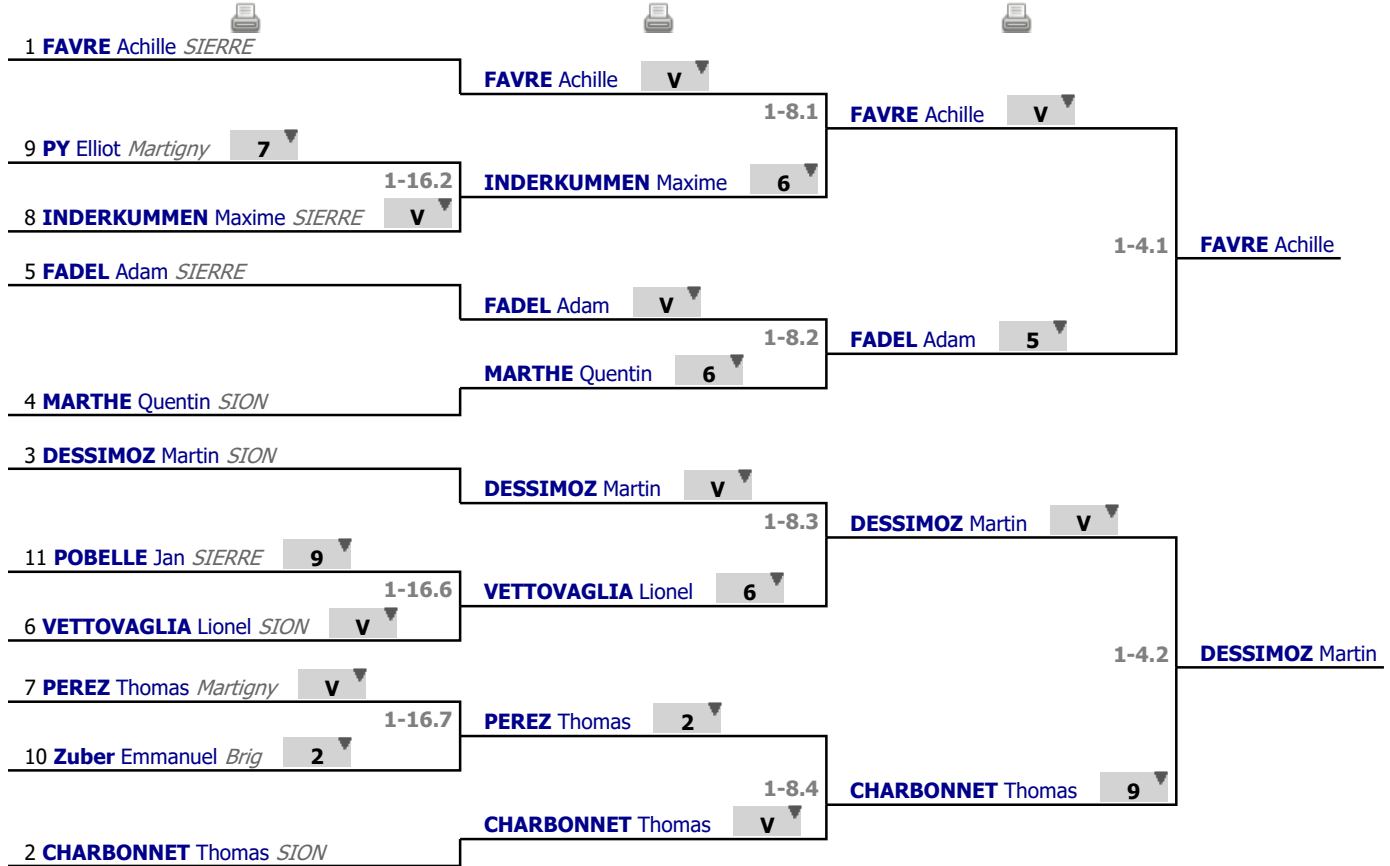 1 FAVRE Achille SIERRE
FAVRE Achille V
1-8.1
FAVRE Achille V
9 PY Elliot Martigny 7
1-16.2
INDERKUMMEN Maxime 6
8 INDERKUMMEN Maxime SIERRE V
1-4.1
FAVRE Achille
5 FADEL Adam SIERRE
FADEL Adam V
1-8.2
FADEL Adam 5
MARTHE Quentin 6
4 MARTHE Quentin SION
3 DESSIMOZ Martin SION
DESSIMOZ Martin V
1-8.3
DESSIMOZ Martin V
11 POBELLE Jan SIERRE 9
1-16.6
VETTOVAGLIA Lionel 6
6 VETTOVAGLIA Lionel SION V
1-4.2
DESSIMOZ Martin
7 PEREZ Thomas Martigny V
1-16.7
PEREZ Thomas 2
10 Zuber Emmanuel Brig 2
1-8.4
CHARBONNET Thomas 9
CHARBONNET Thomas V
2 CHARBONNET Thomas SION